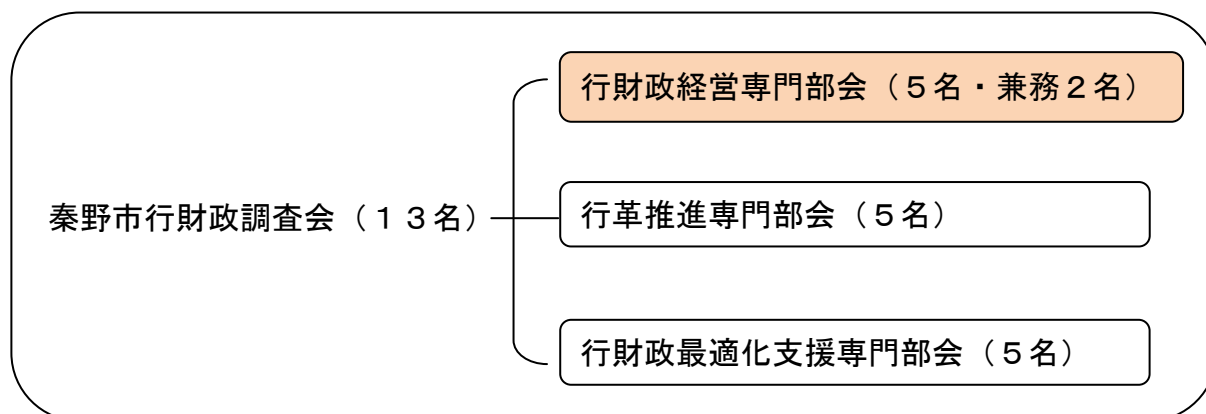 行財政経営専門部会（５名・兼務２名）
秦野市行財政調査会（１３名）
行革推進専門部会（５名）
行財政最適化支援専門部会（５名）